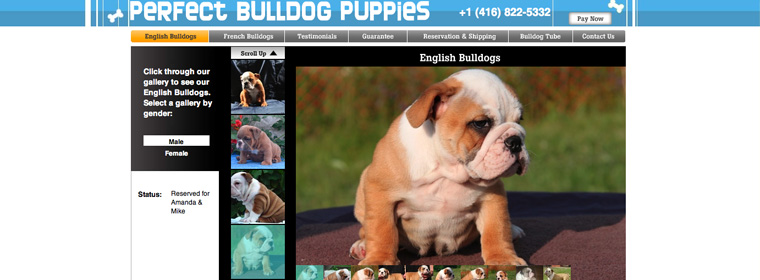 PERFECT BULLDOG PUPPIES
+1 (416) 822-5332
Pay Now
English Bulldogs
French Bulldogs
Testimonials
Guarantee
Reservation & Shipping
Bulldog Tube
Contact Us
Click through our
gallery to see our
English Bulldogs.
Select a gallery by
gender:
Male
Female
Status:
Reserved for
Amanda &
Mike
Scroll Up
English Bulldogs